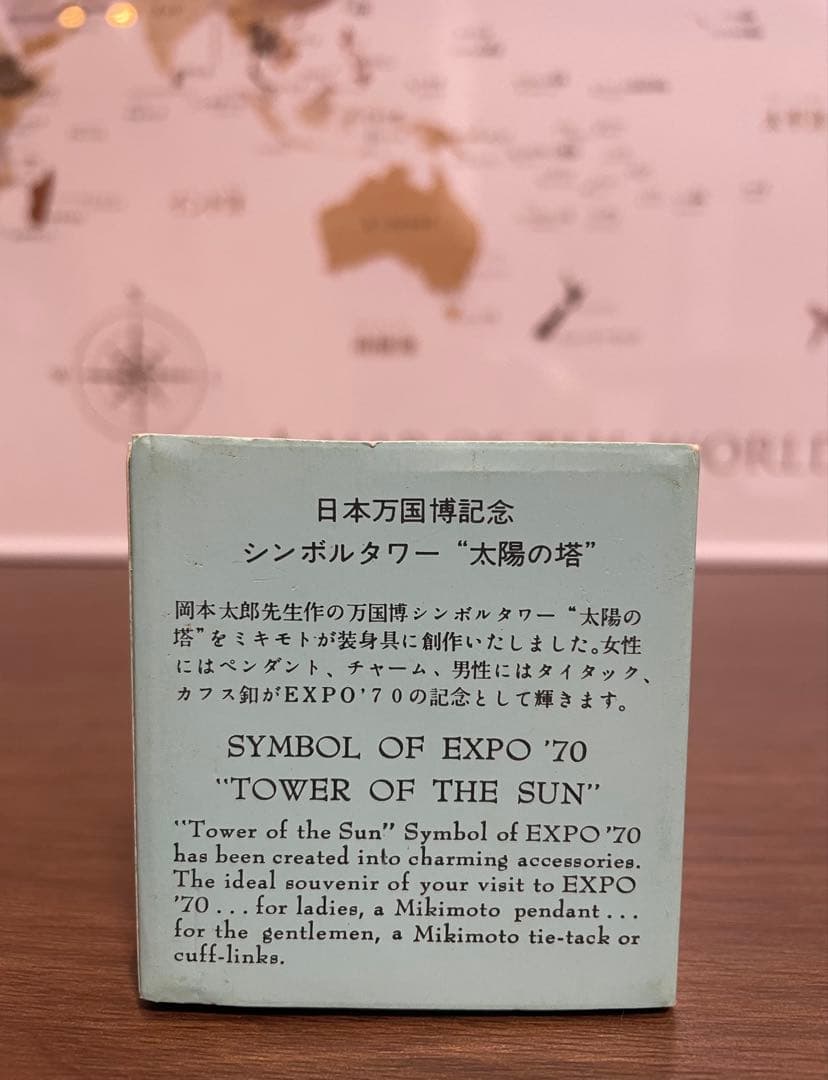 日本万国博記念
シンボルタワー“太陽の塔”
岡本太郎先生作の万国博シンボルタワー“太陽の
塔”をミキモトが装身具に創作いたしました。女性
にはペンダント、チャーム、男性にはタイタック、
カフス釦がEXPO'70の記念として輝きます。
SYMBOL OF EXPO '70
"TOWER OF THE SUN"
"Tower of the Sun" Symbol of EXPO '70
has been created into charming accessories.
The ideal souvenir of your visit to EXPO
'70...for ladies, a Mikimoto pendant...
for the gentlemen, a Mikimoto tie-tack or
cuff-links.
WORLD